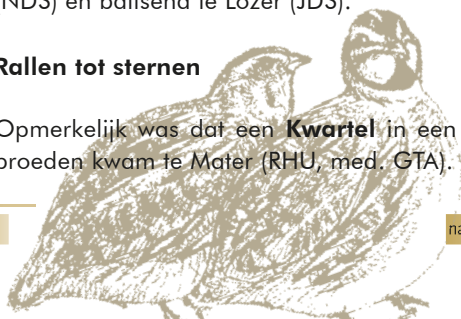 (NDS) en baltsend te Lozer (JDS).
Rallen tot sternen
Opmerkelijk was dat een Kwartel in een
broeden kwam te Mater (RHU, med. GTA).
na